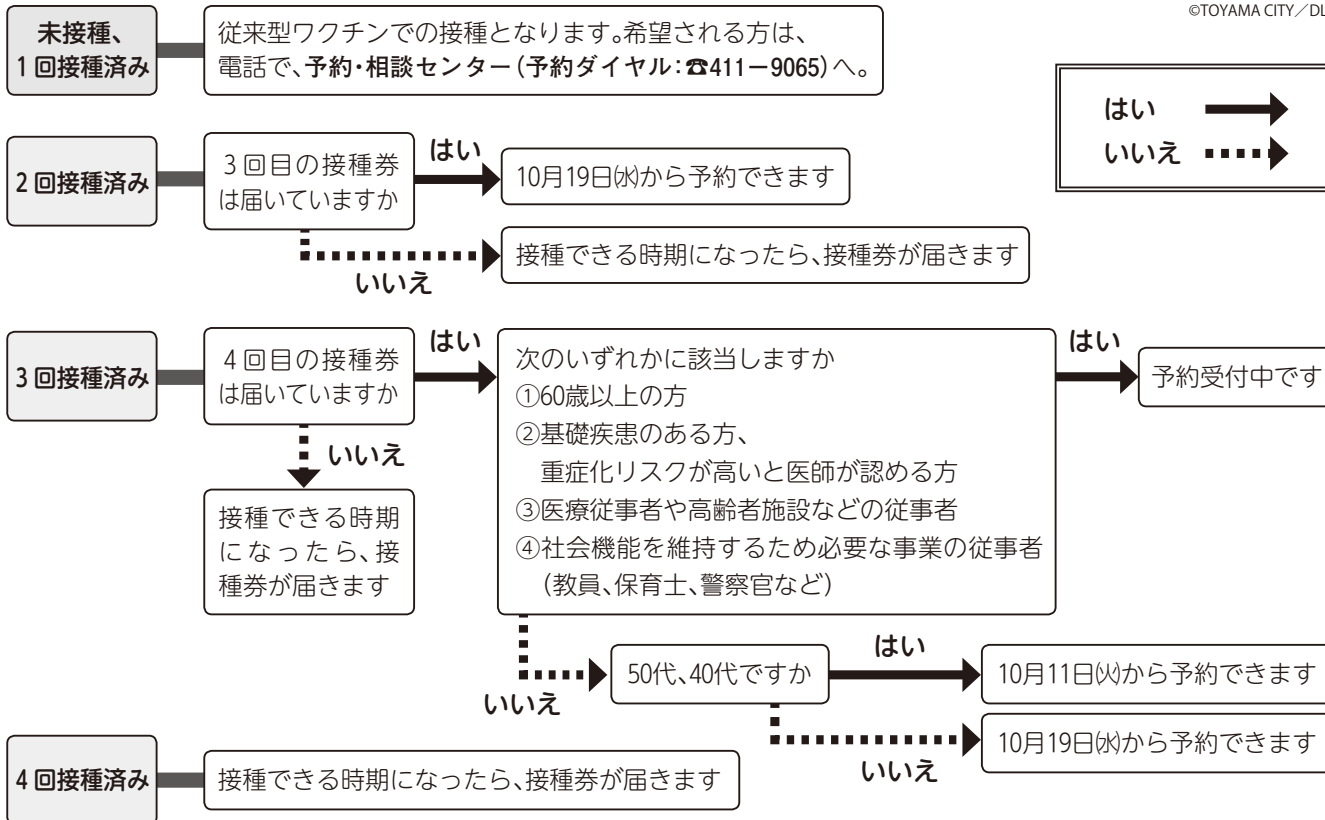 ©TOYAMA CITY／DL
未接種、
1回接種済み
従来型ワクチンでの接種となります。希望される方は、
電話で、予約・相談センター（予約ダイヤル：☎411－9065）へ。
はい
いいえ
2回接種済み
3回目の接種券
は届いていますか
はい
10月19日㈬から予約できます
いいえ
接種できる時期になったら、接種券が届きます
3回接種済み
4回目の接種券
は届いていますか
はい
次のいずれかに該当しますか
①60歳以上の方
②基礎疾患のある方、
重症化リスクが高いと医師が認める方
③医療従事者や高齢者施設などの従事者
④社会機能を維持するため必要な事業の従事者
（教員、保育士、警察官など）
はい
予約受付中です
いいえ
接種できる時期
になったら、接
種券が届きます
いいえ
50代、40代ですか
はい
10月11日㈫から予約できます
いいえ
10月19日㈬から予約できます
4回接種済み
接種できる時期になったら、接種券が届きます